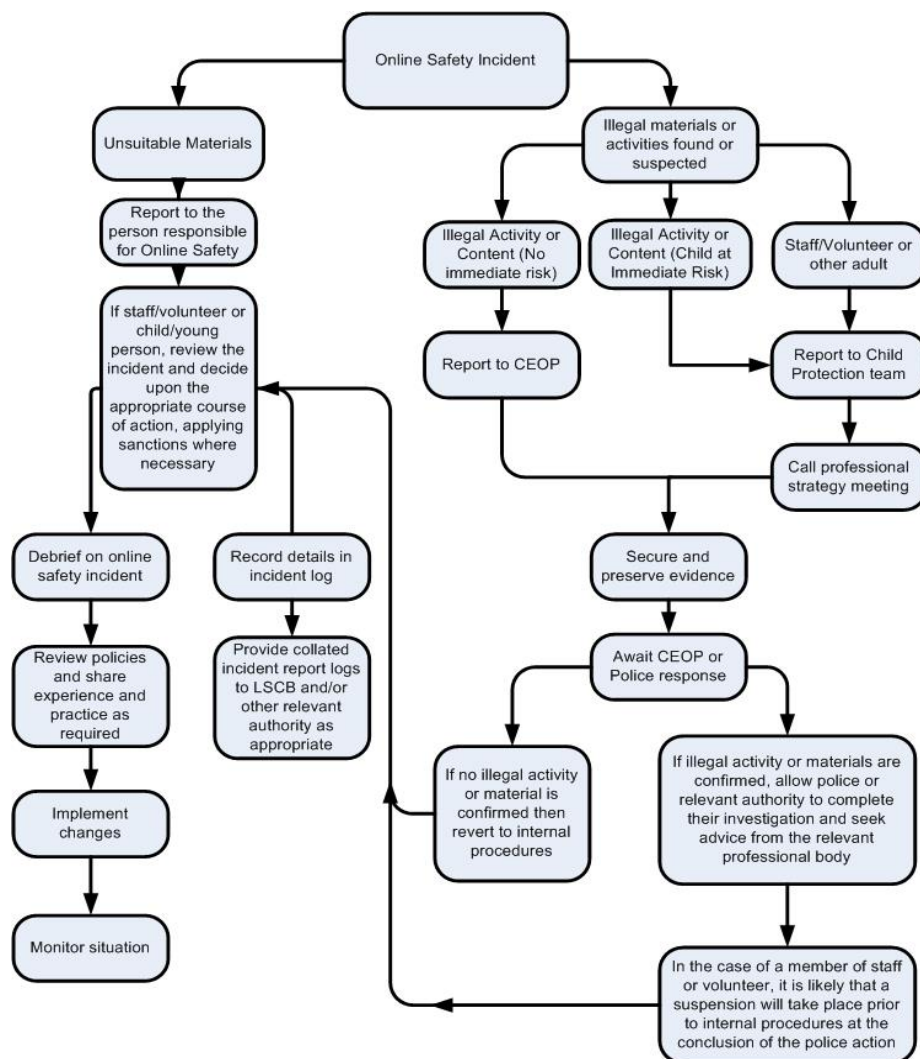 Online Safety Incident
Unsuitable Materials
Report to the
person responsible
for Online Safety
If staff/volunteer or
child/young
person, review the
incident and decide
upon the
appropriate course
of action, applying
sanctions where
necessary
Debrief on online
safety incident
Review policies
and share
experience and
practice as
required
Implement
changes
Monitor situation
Record details in
incident log
Provide collated
incident report logs
to LSCB and/or
other relevant
authority as
appropriate
Illegal materials or
activities found or
suspected
Illegal Activity or
Content (No
immediate risk)
Illegal Activity or
Content (Child at
Immediate Risk)
Staff/Volunteer or
other adult
Report to CEOP
Report to Child
Protection team
Call professional
strategy meeting
Secure and
preserve evidence
Await CEOP or
Police response
If no illegal activity
or material is
confirmed then
revert to internal
procedures
If illegal activity or materials are
confirmed, allow police or
relevant authority to complete
their investigation and seek
advice from the relevant
professional body
In the case of a member of staff
or volunteer, it is likely that a
suspension will take place prior
to internal procedures at the
conclusion of the police action